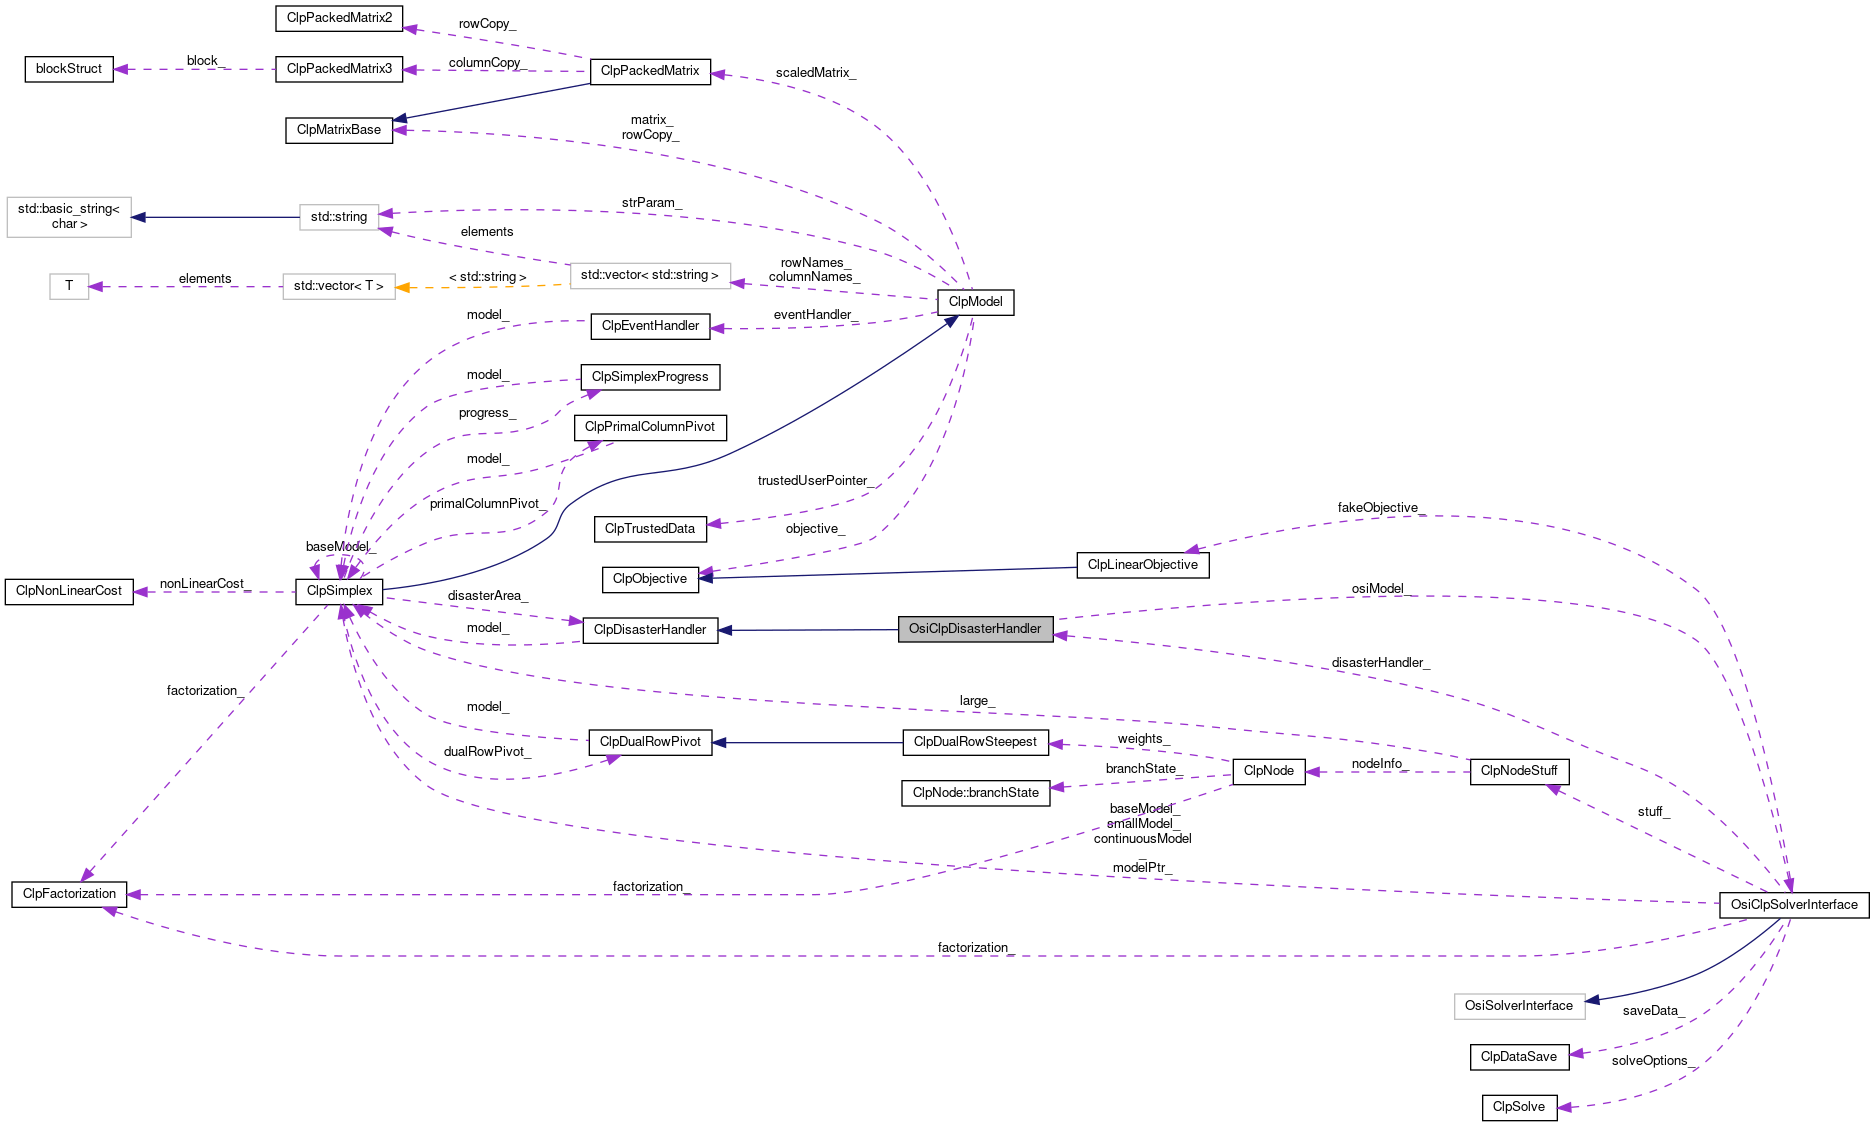 ClpPackedMatrix2
rowCopy_
blockStruct
block_
ClpPackedMatrix3
columnCopy_
ClpPackedMatrix
scaledMatrix_
ClpMatrixBase
matrix_
rowCopy_
std::basic_string<
char >
std::string
strParam_
elements
T
elements
std::vector< T >
< std::string >
std::vector< std::string >
rowNames_
columnNames_
ClpModel
model_
ClpEventHandler
eventHandler_
model_
ClpSimplexProgress
progress_
ClpPrimalColumnPivot
model_
primalColumnPivot_
trustedUserPointer_
ClpTrustedData
objective_
fakeObjective_
baseModel_
ClpObjective
ClpLinearObjective
ClpNonLinearCost
nonLinearCost_
ClpSimplex
disasterArea_
osiModel_
model_
ClpDisasterHandler
OsiClpDisasterHandler
disasterHandler_
factorization_
large_
model_
dualRowPivot_
ClpDualRowPivot
ClpDualRowSteepest
weights_
branchState_
ClpNode
nodeInfo_
ClpNodeStuff
ClpNode::branchState
stuff_
baseModel_
smallModel_
continuousModel
_
modelPtr_
ClpFactorization
factorization_
OsiClpSolverInterface
factorization_
OsiSolverInterface
saveData_
ClpDataSave
solveOptions_
ClpSolve